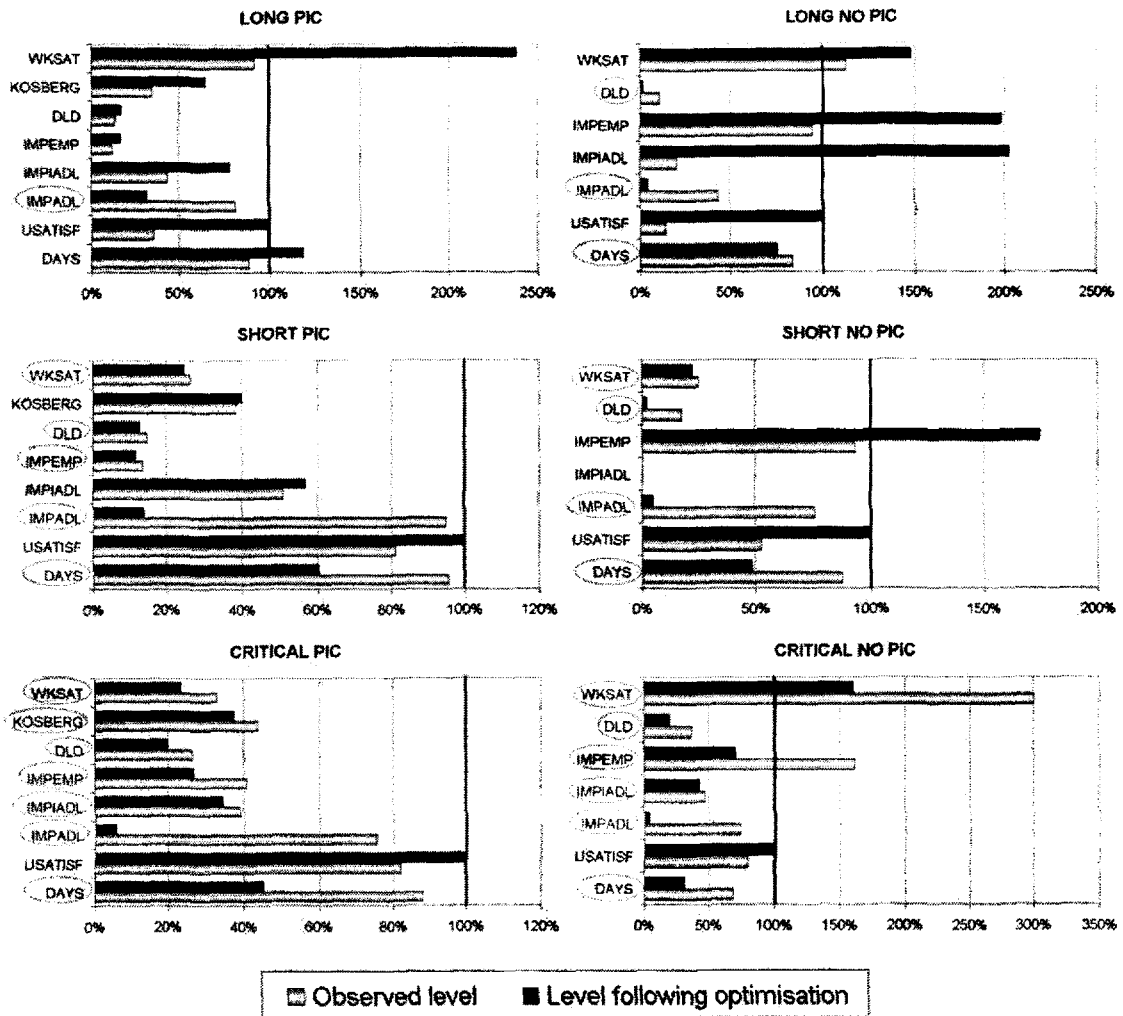 LONG PIC
WKSAT
KOSBERG
DLD
IMPEMP
IMPIADL
IMPADL
USATISF
DAYS
0% 50% 100% 150% 200% 250%
LONG NO PIC
WKSAT
DLD
IMPEMP
IMPIADL
IMPADL
USATISF
DAYS
0% 50% 100% 150% 200% 250%
SHORT PIC
WKSAT
KOSBERG
DLD
IMPEMP
IMPIADL
IMPADL
USATISF
DAYS
0% 20% 40% 60% 80% 100% 120%
SHORT NO PIC
WKSAT
DLD
IMPEMP
IMPIADL
IMPADL
USATISF
DAYS
0% 50% 100% 150% 200%
CRITICAL PIC
WKSAT
KOSBERG
DLD
IMPEMP
IMPIADL
IMPADL
USATISF
DAYS
0% 20% 40% 60% 80% 100% 120%
CRITICAL NO PIC
WKSAT
DLD
IMPEMP
IMPIADL
IMPADL
USATISF
DAYS
0% 50% 100% 150% 200% 250% 300% 350%
Observed level Level following optimisation